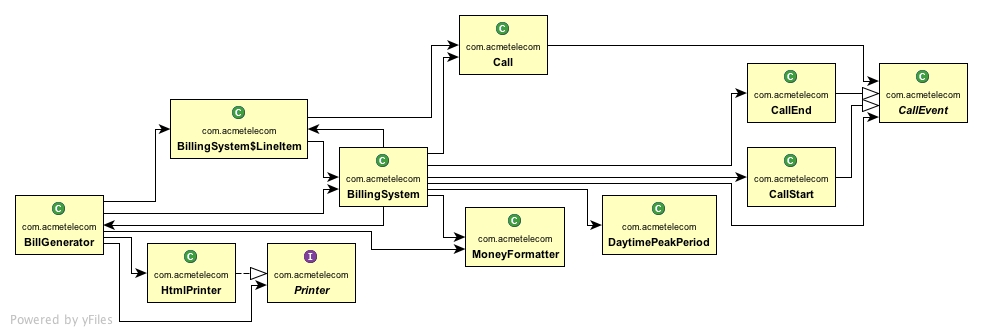 C
com.acmetelecom
Call
C
com.acmetelecom
CallEnd
C
com.acmetelecom
CallEvent
C
com.acmetelecom
BillingSystem$LineItem
C
com.acmetelecom
BillingSystem
C
com.acmetelecom
CallStart
C
com.acmetelecom
BillGenerator
C
com.acmetelecom
MoneyFormatter
C
com.acmetelecom
DaytimePeakPeriod
C
com.acmetelecom
HtmlPrinter
I
com.acmetelecom
Printer
Powered by yFiles